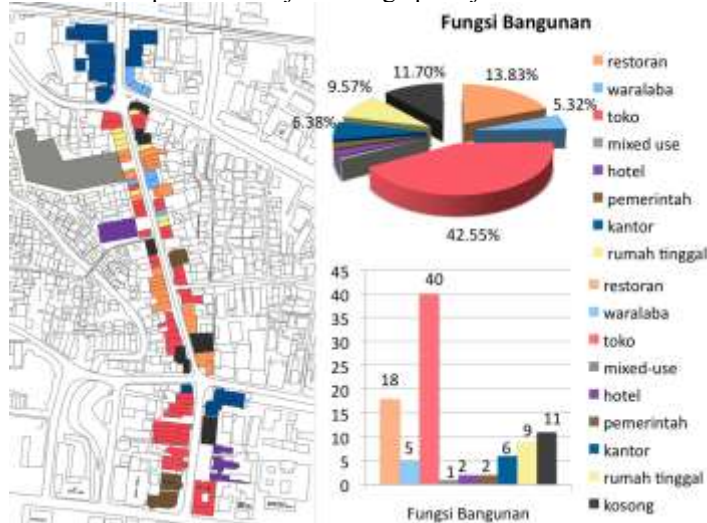 Fungsi Bangunan
9.57%
11.70%
13.83%
5.32%
6.38%
42.55%
restoran
waralaba
toko
mixed use
hotel
pemerintah
kantor
rumah tinggal
45
40
35
30
25
20
15
10
5
0
18
5
40
1
2
2
6
9
11
Fungsi Bangunan
restoran
waralaba
toko
mixed-use
hotel
pemerintah
kantor
rumah tinggal
kosong